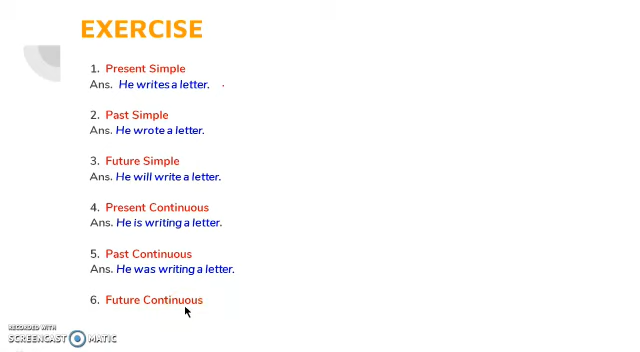 EXERCISE
1. Present Simple
Ans. He writes a letter.
2. Past Simple
Ans. He wrote a letter.
3. Future Simple
Ans. He will write a letter.
4. Present Continuous
Ans. He is writing a letter.
5. Past Continuous
Ans. He was writing a letter.
6. Future Continuous
RECORDED WITH
SCREENCAST MATIC